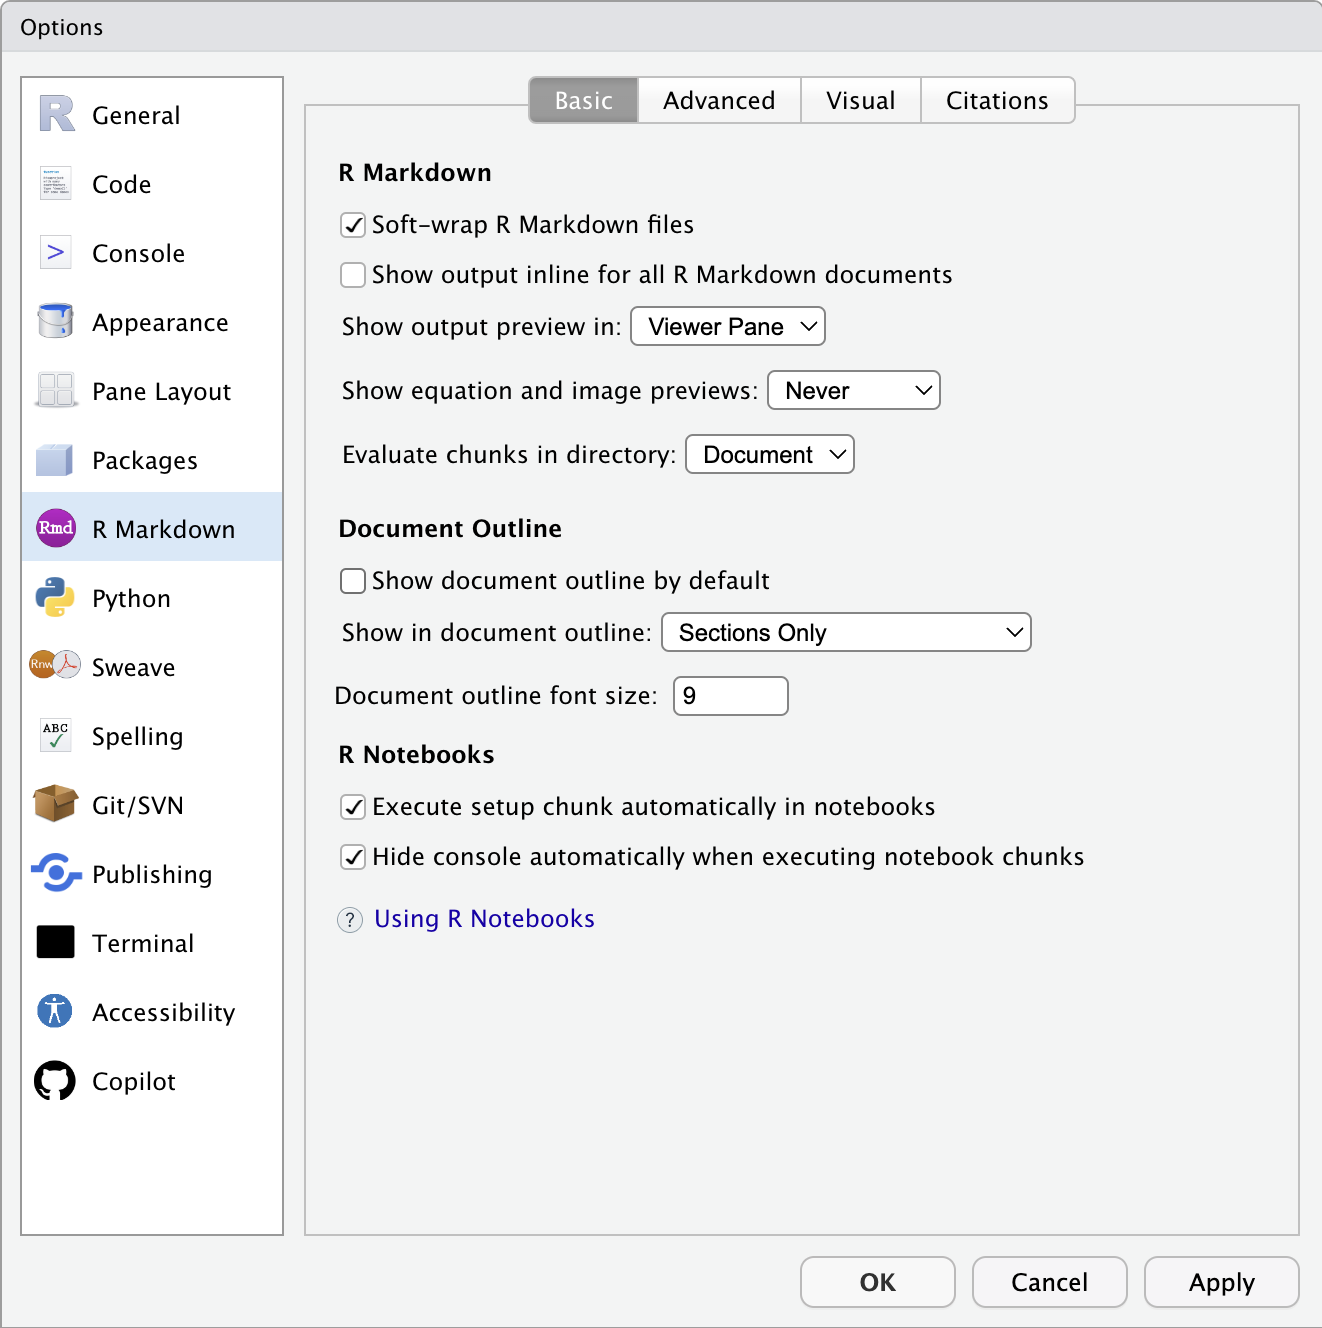 Options
General
Code
Console
Appearance
Pane Layout
Packages
Rmd R Markdown
Python
Rnw Sweave
ABC Spelling
Git/SVN
Publishing
Terminal
Accessibility
Copilot
Basic Advanced Visual Citations
R Markdown
Soft-wrap R Markdown files
Show output inline for all R Markdown documents
Show output preview in: Viewer Pane
Show equation and image previews: Never
Evaluate chunks in directory: Document
Document Outline
Show document outline by default
Show in document outline: Sections Only
Document outline font size: 9
R Notebooks
Execute setup chunk automatically in notebooks
Hide console automatically when executing notebook chunks
? Using R Notebooks
OK Cancel Apply